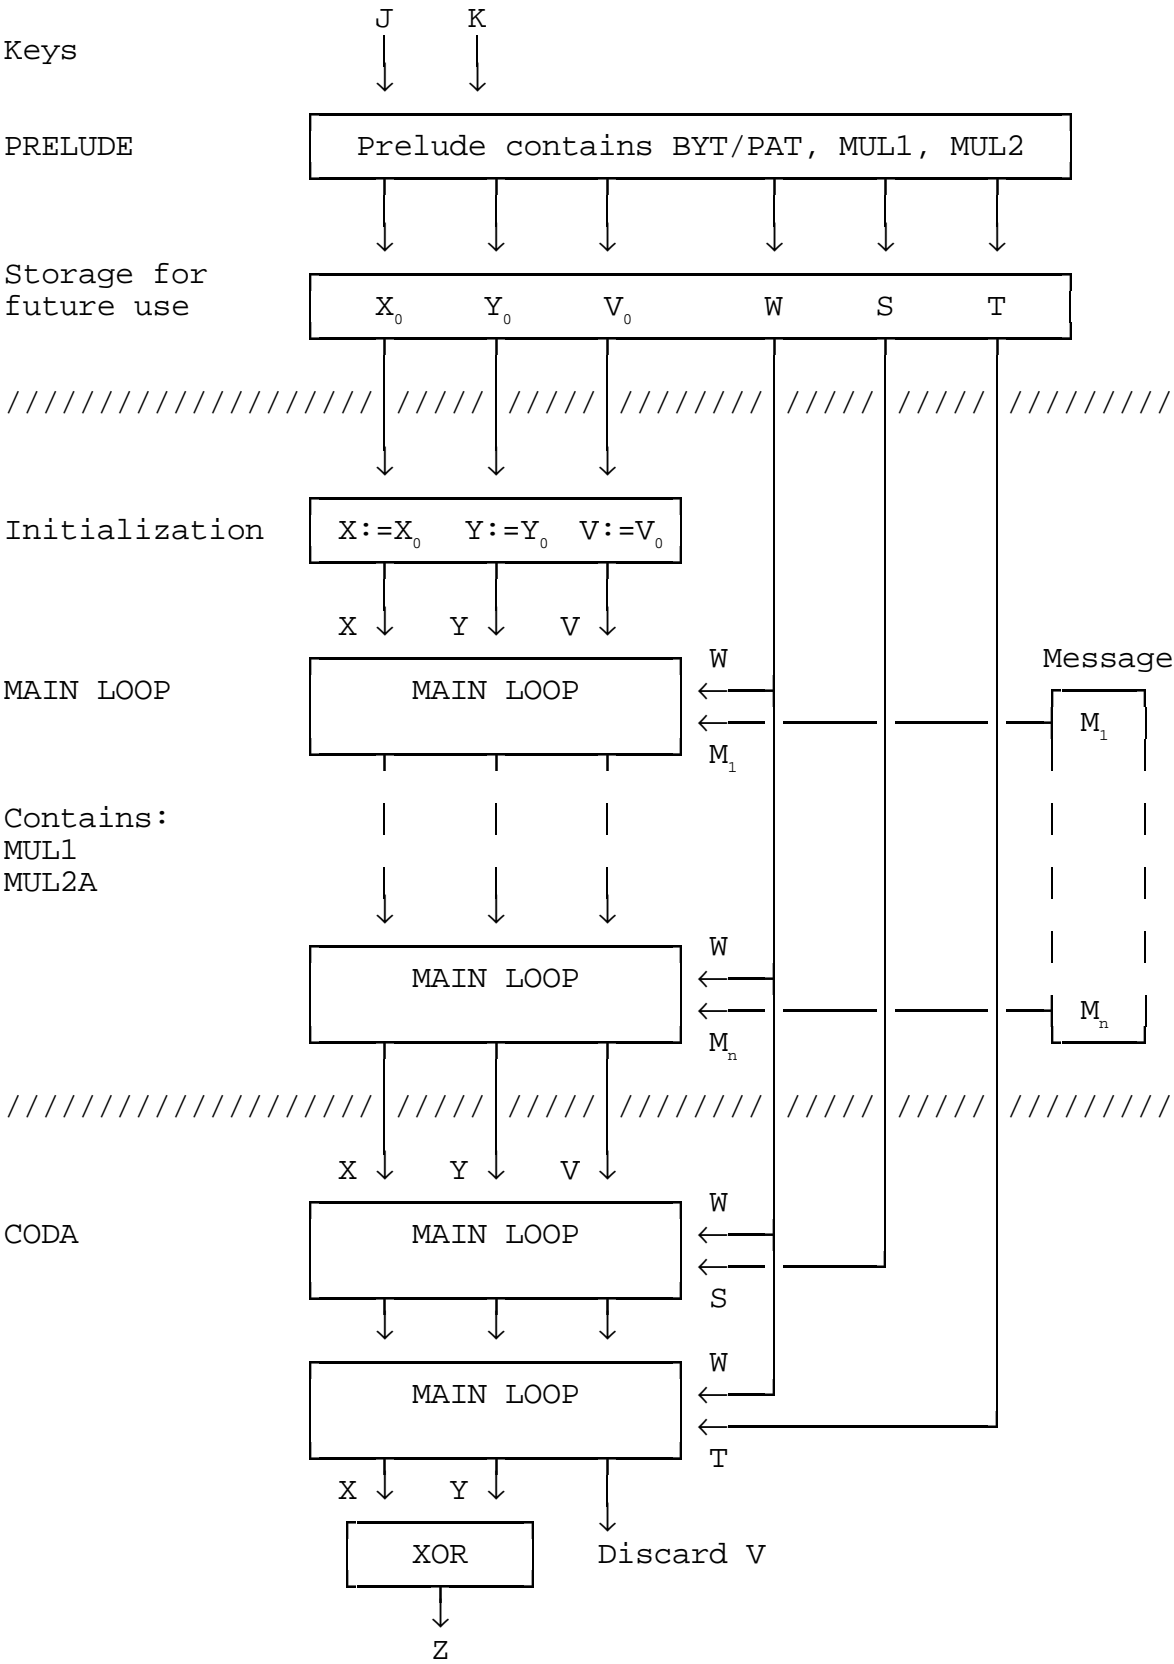 J K
Keys
PRELUDE Prelude contains BYT/PAT, MUL1, MUL2
Storage for
future use X₀ Y₀ V₀ W S T
/////////////////// ///// ///// //////// ///// ///// /////////
Initialization X:=X₀ Y:=Y₀ V:=V₀
X Y V
W Message
MAIN LOOP MAIN LOOP
M₁
M₁
Contains:
MUL1
MUL2A
W
MAIN LOOP
Mₙ
Mₙ
/////////////////// ///// ///// //////// ///// ///// /////////
X Y V
W
CODA MAIN LOOP
S
W
MAIN LOOP
T
X Y
XOR Discard V
Z